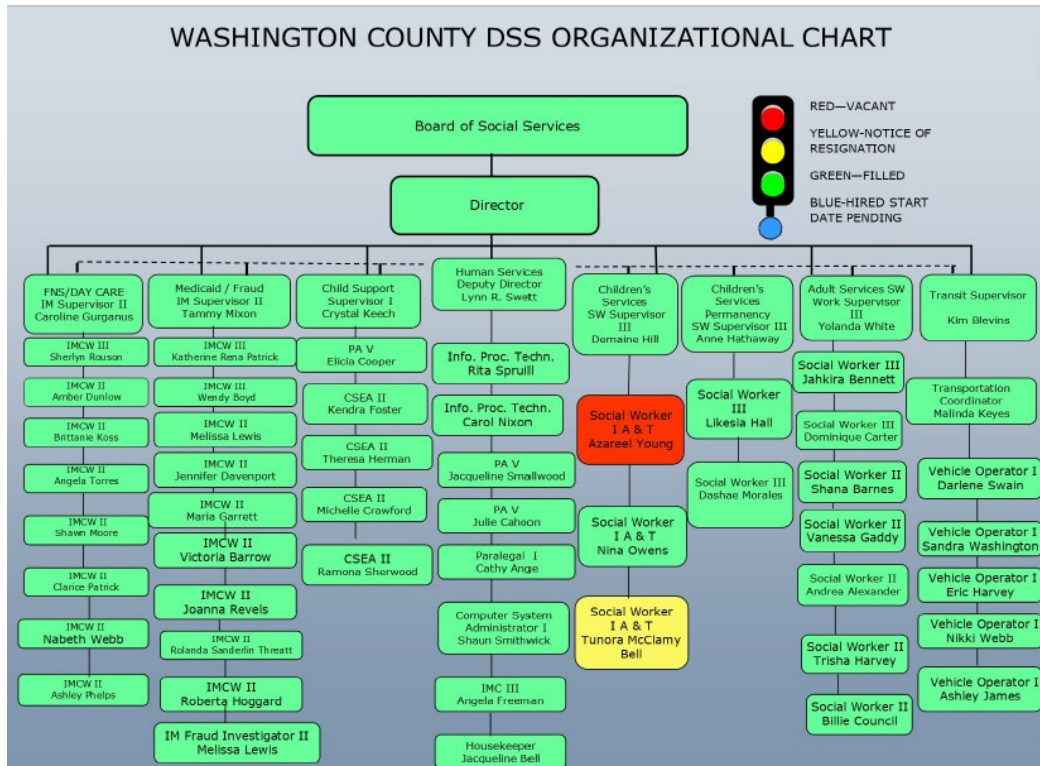 WASHINGTON COUNTY DSS ORGANIZATIONAL CHART
Board of Social Services
Director
RED—VACANT
YELLOW-NOTICE OF
RESIGNATION
GREEN—FILLED
BLUE-HIRED START
DATE PENDING
FNS/DAY CARE
IM Supervisor II
Caroline Gurganus
IMCW III
Sherlyn Rouson
IMCW II
Amber Dunlow
IMCW II
Brittanie Koss
IMCW II
Angela Torres
IMCW II
Shawn Moore
IMCW II
Clarice Patrick
IMCW II
Nabeth Webb
IMCW II
Ashley Phelps
Medicaid / Fraud
IM Supervisor II
Tammy Mixon
IMCW III
Katherine Rena Patrick
IMCW III
Wendy Boyd
IMCW II
Melissa Lewis
IMCW II
Jennifer Davenport
IMCW II
Maria Garrett
IMCW II
Victoria Barrow
IMCW II
Joanna Revels
IMCW II
Rolanda Sanderlin Threatt
IMCW II
Roberta Hoggard
IM Fraud Investigator II
Melissa Lewis
Child Support
Supervisor I
Crystal Keech
PA V
Elicia Cooper
CSEA II
Kendra Foster
CSEA II
Theresa Herman
CSEA II
Michelle Crawford
CSEA II
Ramona Sherwood
Human Services
Deputy Director
Lynn R. Swett
Info. Proc. Techn.
Rita Spruill
Info. Proc. Techn.
Carol Nixon
PA V
Jacqueline Smallwood
PA V
Julie Cahoon
Paralegal I
Cathy Ange
Computer System
Administrator I
Shaun Smithwick
IMC III
Angela Freeman
Housekeeper
Jacqueline Bell
Children's
Services
SW Supervisor
III
Demaine Hill
Social Worker
I A & T
Azareel Young
Social Worker
I A & T
Nina Owens
Social Worker
I A & T
Tunora McClamy
Bell
Children's
Services
Permanency
SW Supervisor III
Anne Hathaway
Social Worker
III
Likesia Hall
Social Worker III
Dashae Morales
Adult Services SW
Work Supervisor
III
Yolanda White
Social Worker III
Jahkira Bennett
Social Worker III
Dominique Carter
Social Worker II
Shana Barnes
Social Worker II
Vanessa Gaddy
Social Worker II
Andrea Alexander
Social Worker II
Trisha Harvey
Social Worker II
Billie Council
Transit Supervisor
Kim Blevins
Transportation
Coordinator
Malinda Keyes
Vehicle Operator I
Darlene Swain
Vehicle Operator I
Sandra Washington
Vehicle Operator I
Eric Harvey
Vehicle Operator I
Nikki Webb
Vehicle Operator I
Ashley James